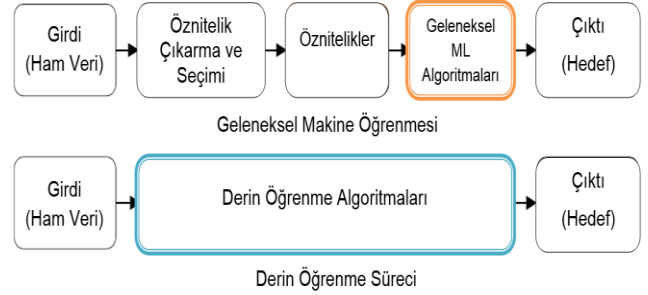 Girdi
(Ham Veri)
Öznitelik
Çıkarma ve
Seçimi
Öznitelikler
Geleneksel
ML
Algoritmaları
Çıktı
(Hedef)
Geleneksel Makine Öğrenmesi
Girdi
(Ham Veri)
Derin Öğrenme Algoritmaları
Çıktı
(Hedef)
Derin Öğrenme Süreci